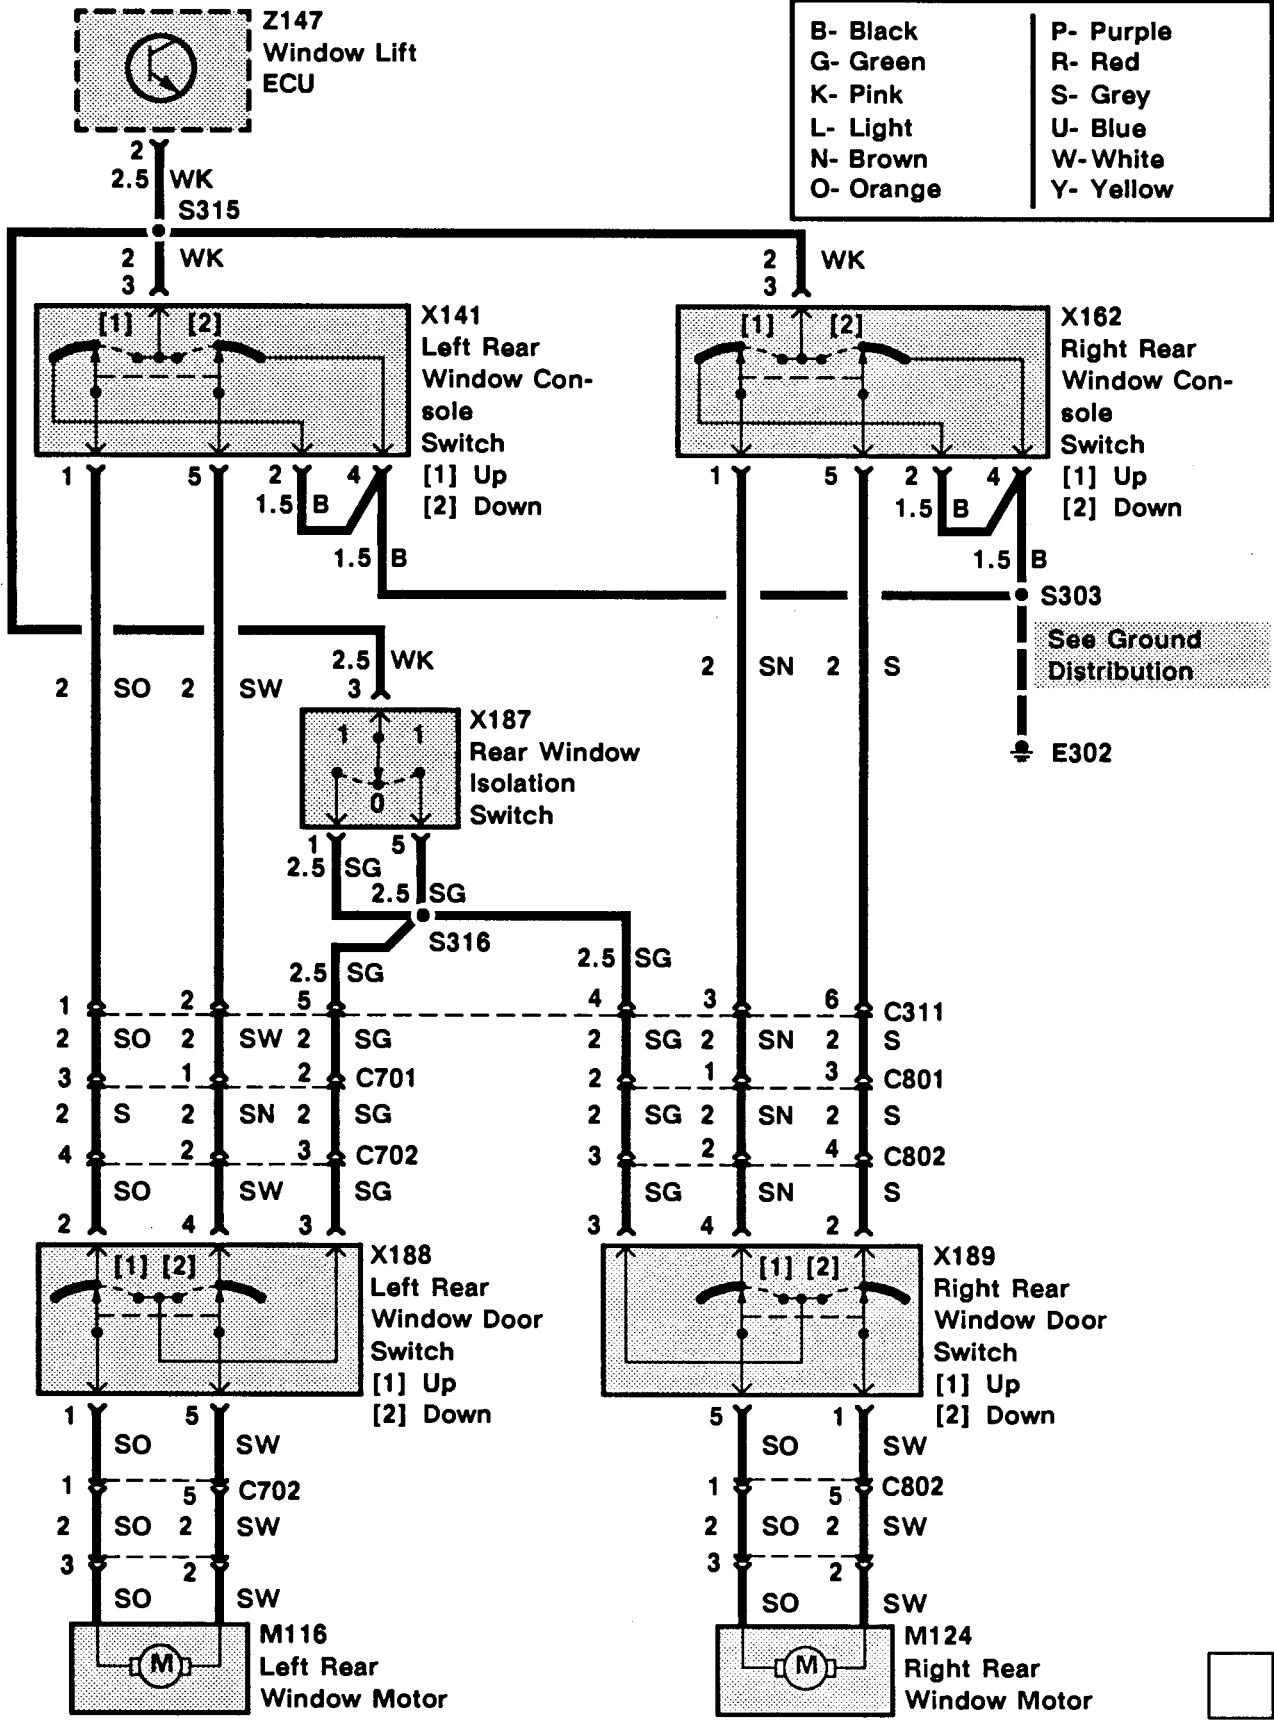 Z147
Window Lift
ECU
B- Black
G- Green
K- Pink
L- Light
N- Brown
O- Orange
P- Purple
R- Red
S- Grey
U- Blue
W- White
Y- Yellow
2
2.5 WK
S315
2 WK
3
2 WK
3
[1] [2]
X141
Left Rear
Window Con-
sole
Switch
[1] Up
[2] Down
[1] [2]
X162
Right Rear
Window Con-
sole
Switch
[1] Up
[2] Down
1 5 2 4
1.5 B
1.5 B
1 5 2 4
1.5 B
1.5 B
S303
See Ground
Distribution
E302
2 SO 2 SW
2.5 WK
3
2 SN 2 S
1 1
0
X187
Rear Window
Isolation
Switch
1 5
2.5 SG
2.5 SG
S316
2.5 SG
2.5 SG
1 2 5 4 3 6 C311
2 SO 2 SW 2 SG 2 SG 2 SN 2 S
3 1 2 C701 2 1 3 C801
2 S 2 SN 2 SG 2 SG 2 SN 2 S
4 2 3 C702 3 2 4 C802
SO SW SG SG SN S
2 4 3 3 4 2
[1] [2]
X188
Left Rear
Window Door
Switch
[1] Up
[2] Down
[1] [2]
X189
Right Rear
Window Door
Switch
[1] Up
[2] Down
1 5 5 1
SO SW SO SW
1 5 C702 1 5 C802
2 SO 2 SW 2 SO 2 SW
3 2 3 2
SO SW SO SW
M
M116
Left Rear
Window Motor
M
M124
Right Rear
Window Motor